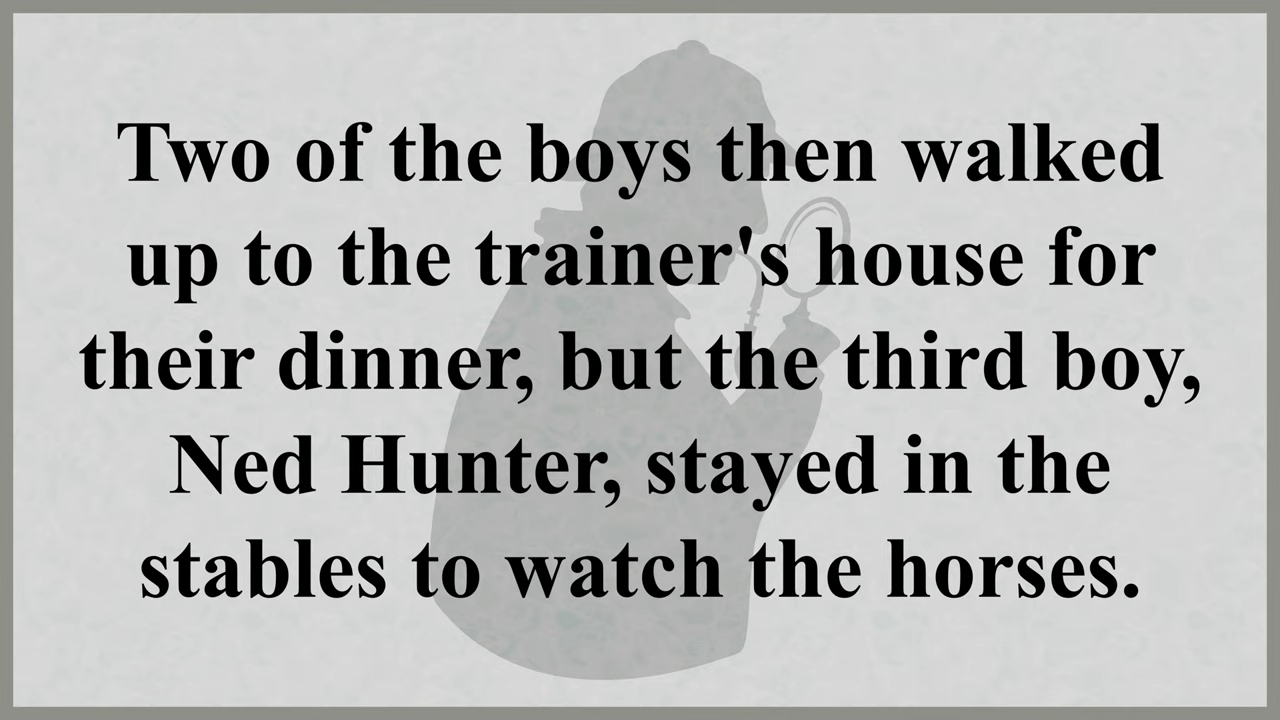 Two of the boys then walked
up to the trainer's house for
their dinner, but the third boy,
Ned Hunter, stayed in the
stables to watch the horses.